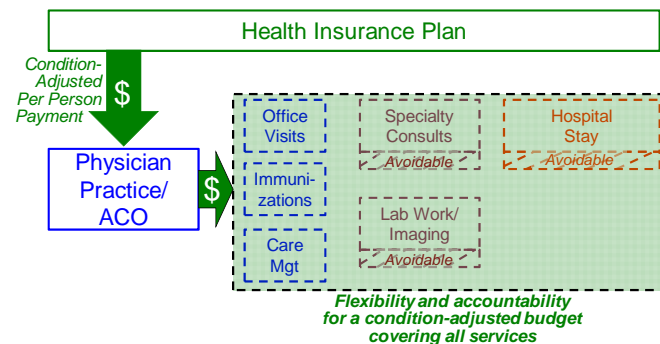 Health Insurance Plan
Condition-
Adjusted
Per Person
Payment
$
Physician
Practice/
ACO
$
Office
Visits
Immuni-
zations
Care
Mgt
Specialty
Consults
Avoidable
Lab Work/
Imaging
Avoidable
Hospital
Stay
Avoidable
Flexibility and accountability
for a condition-adjusted budget
covering all services